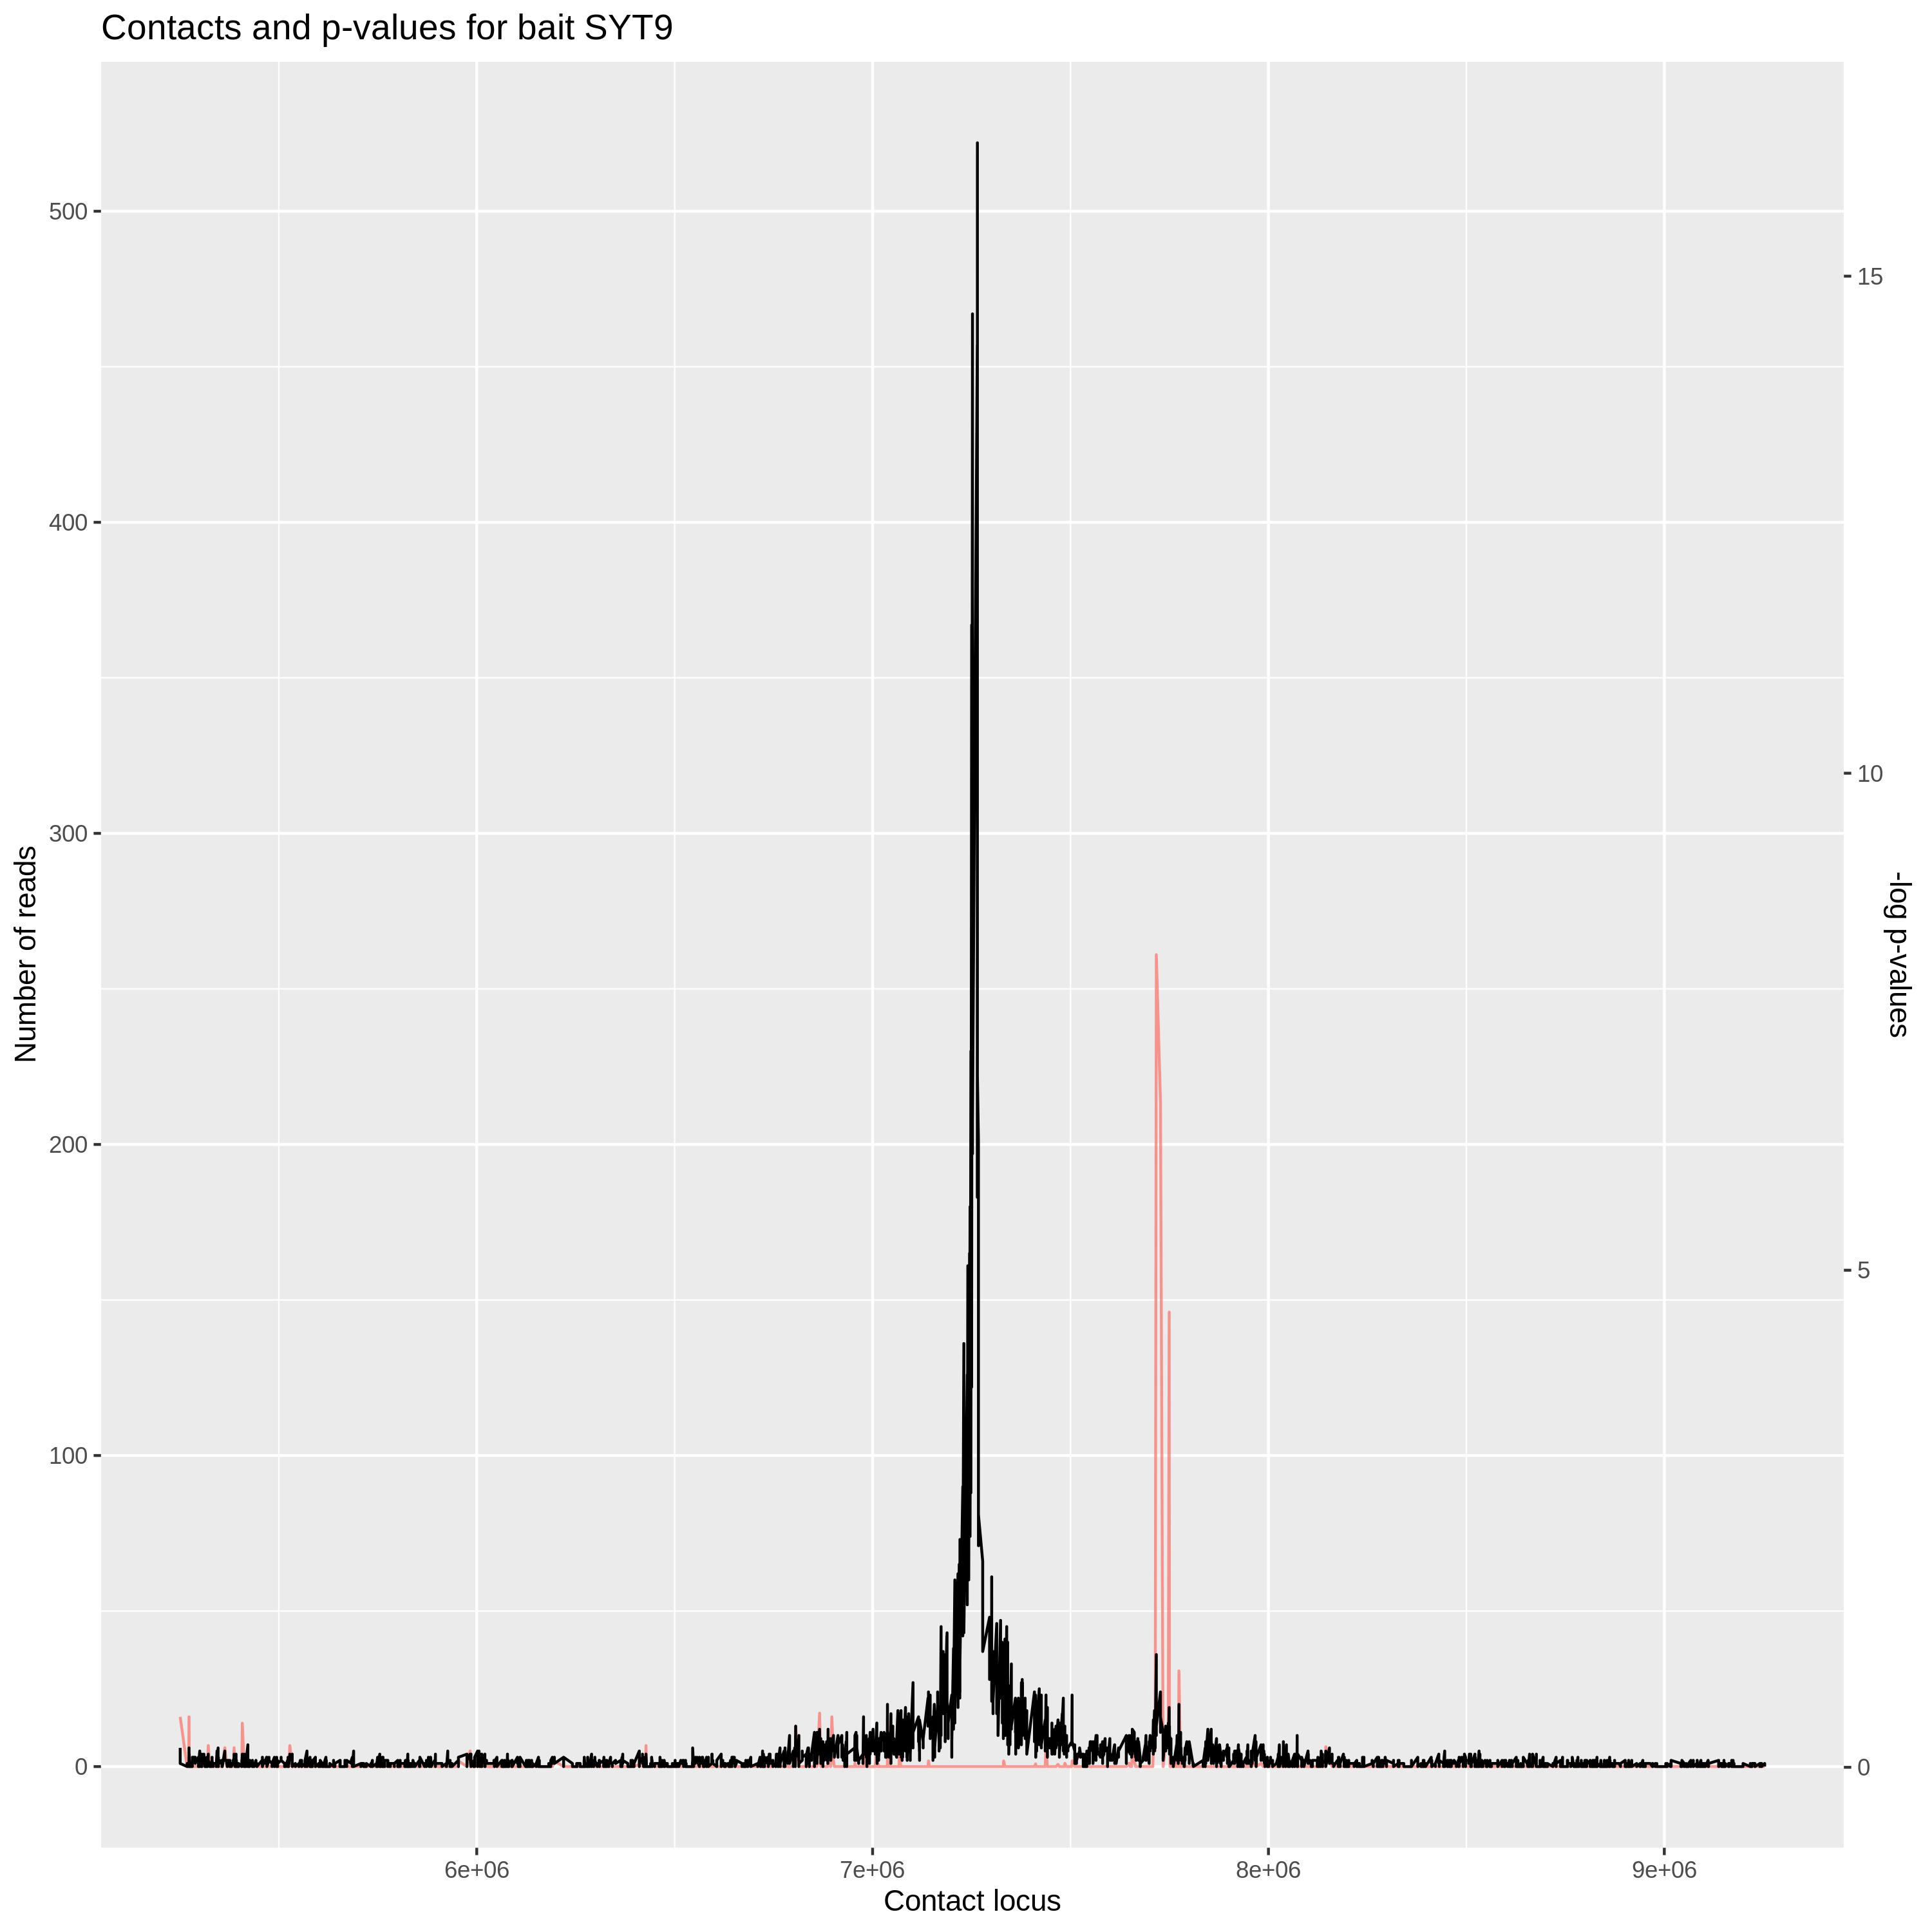 Contacts and p-values for bait SYT9
500
400
300
200
100
0
Number of reads
15
10
5
0
-log p-values
6e+06
7e+06
8e+06
9e+06
Contact locus